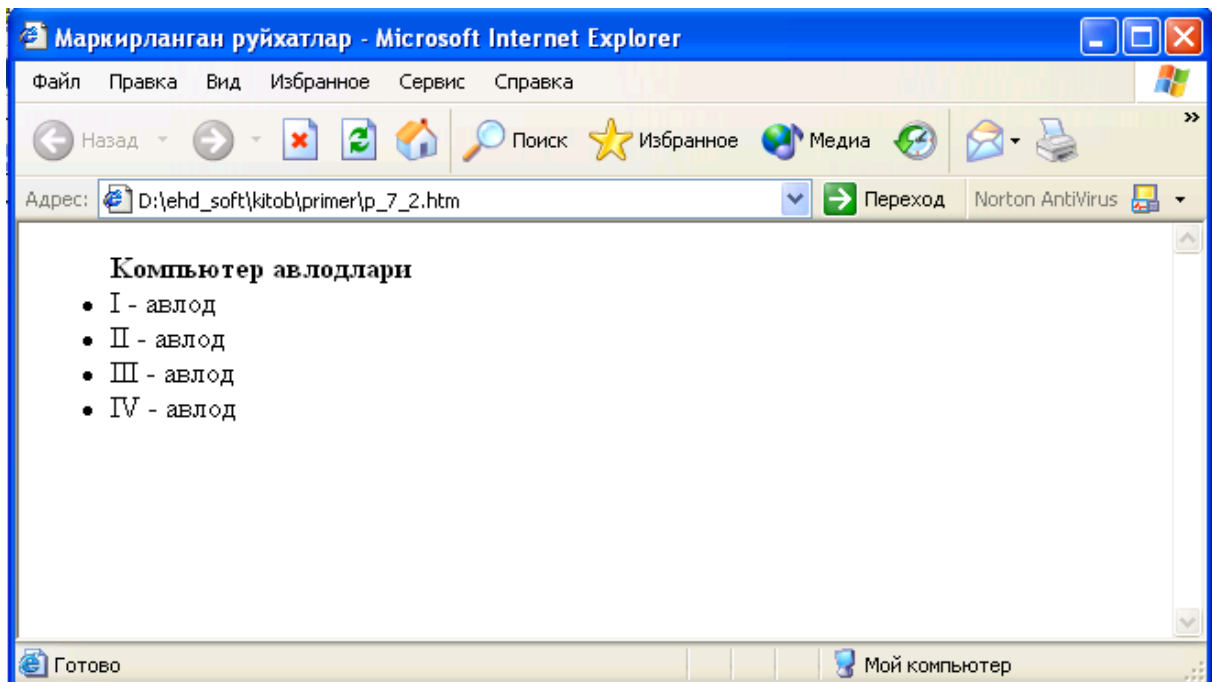 Маркирланган руйхатлар - Microsoft Internet Explorer
Файл Правка Вид Избранное Сервис Справка
Назад Поиск Избранное Медиа »
Адрес: D:\ehd_soft\kitob\primer\p_7_2.htm Переход Norton AntiVirus
Компьютер авлодлари
• I - авлод
• II - авлод
• III - авлод
• IV - авлод
Готово Мой компьютер